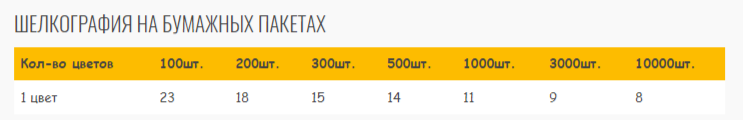 ШЕЛКОГРАФИЯ НА БУМАЖНЫХ ПАКЕТАХ
Кол-во цветов 100шт. 200шт. 300шт. 500шт. 1000шт. 3000шт. 10000шт.
1 цвет 23 18 15 14 11 9 8